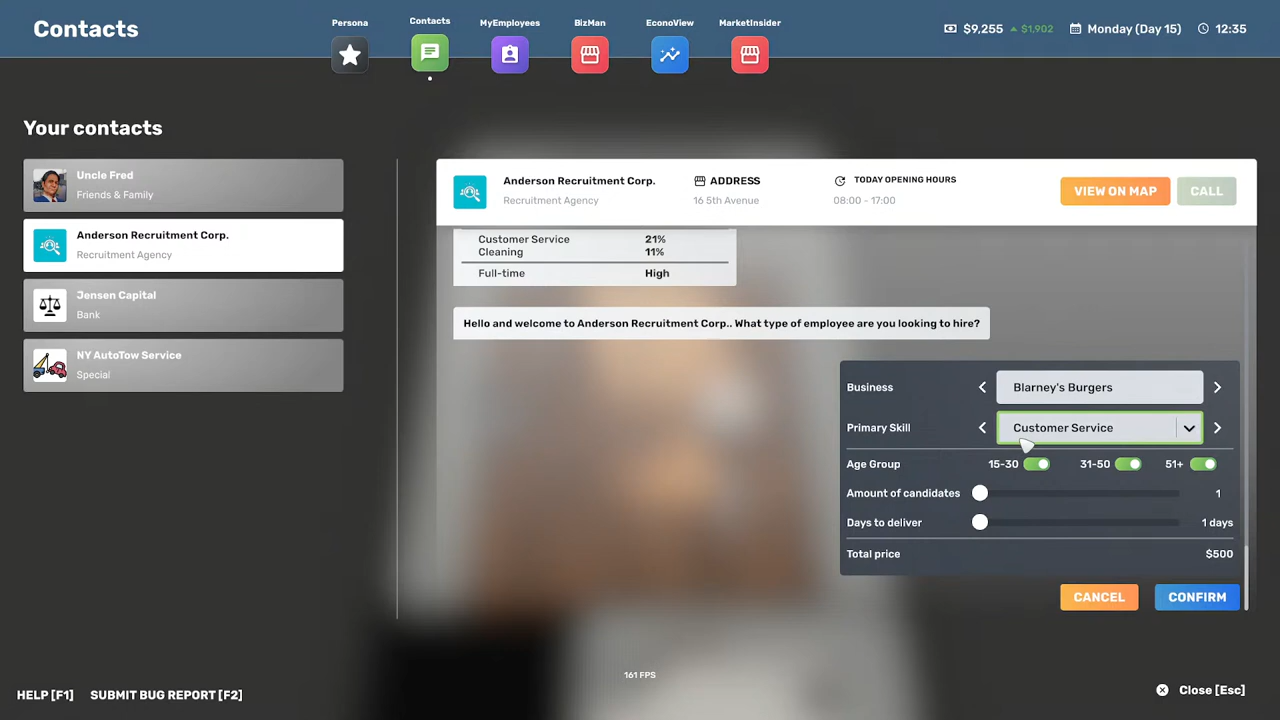 Contacts
Persona
Contacts
MyEmployees
BizMan
EconoView
MarketInsider
$9,255 $1,902 Monday (Day 15) 12:35
Your contacts
Uncle Fred
Friends & Family
Anderson Recruitment Corp.
Recruitment Agency
Jensen Capital
Bank
NY AutoTow Service
Special
Anderson Recruitment Corp.
Recruitment Agency
ADDRESS
16 5th Avenue
TODAY OPENING HOURS
08:00 - 17:00
VIEW ON MAP
CALL
Customer Service 21%
Cleaning 11%
Full-time High
Hello and welcome to Anderson Recruitment Corp.. What type of employee are you looking to hire?
Business Blarney's Burgers
Primary Skill Customer Service
Age Group 15-30 31-50 51+
Amount of candidates 1
Days to deliver 1 days
Total price $500
CANCEL CONFIRM
161 FPS
HELP [F1] SUBMIT BUG REPORT [F2]
Close [Esc]